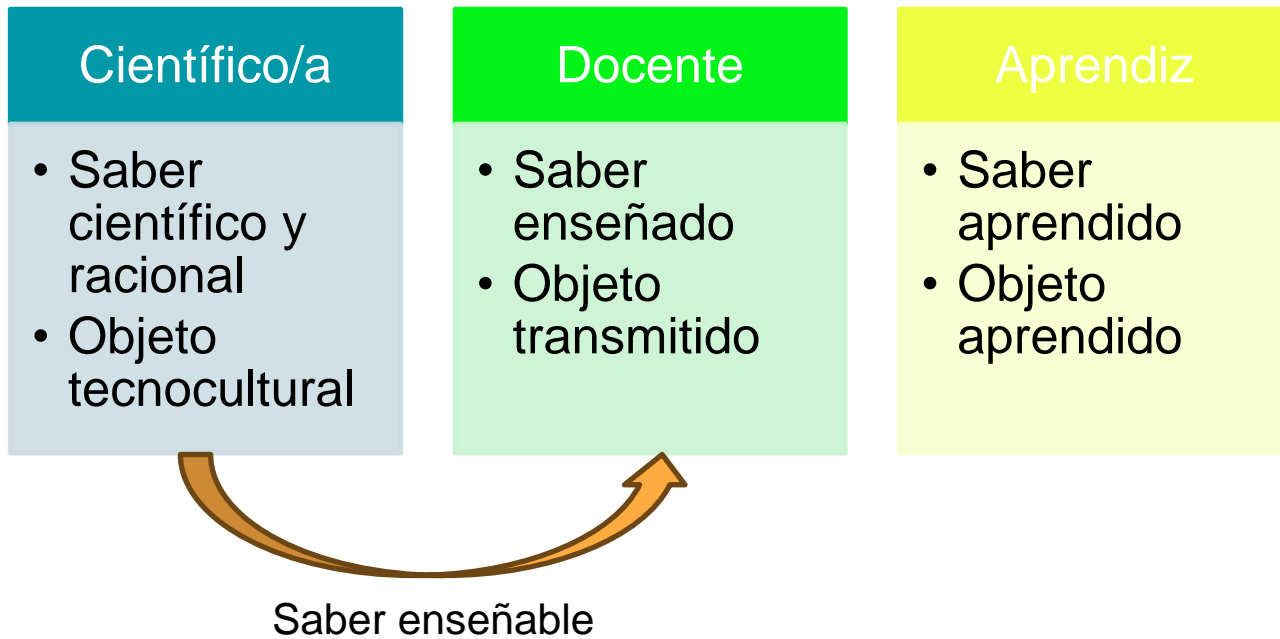 Científico/a
• Saber
científico y
racional
• Objeto
tecnocultural
Docente
• Saber
enseñado
• Objeto
transmitido
Aprendiz
• Saber
aprendido
• Objeto
aprendido
Saber enseñable